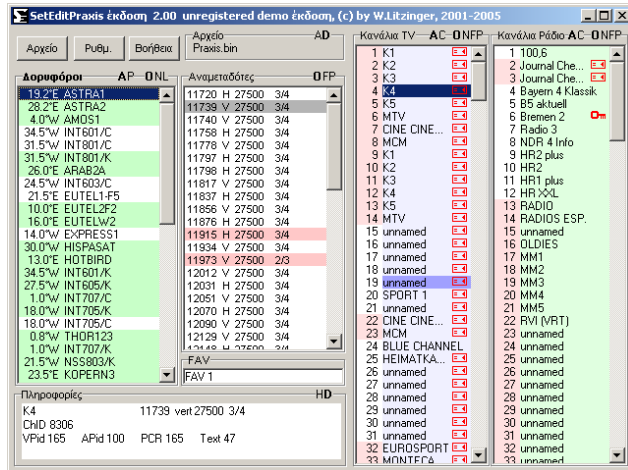 SetEditPraxis έκδοση 2.00 unregistered demo έκδοση, (c) by W.Litzinger, 2001-2005
Αρχείο Ρυθμ. Βοήθεια
Αρχείο AD
Praxis.bin
Δορυφόροι AP-ONL
19.2°E ASTRA1
28.2°E ASTRA2
4.0°W AMOS1
34.5°W INT601/C
31.5°W INT801/C
31.5°W INT801/K
26.0°E ARAB2A
24.5°W INT603/C
21.5°E EUTEL1-F5
10.0°E EUTEL2F2
16.0°E EUTELW2
14.0°W EXPRESS1
30.0°W HISPASAT
13.0°E HOTBIRD
34.5°W INT601/K
27.5°W INT605/K
1.0°W INT707/C
18.0°W INT705/K
18.0°W INT705/C
0.8°W THOR123
1.0°W INT707/K
21.5°W NSS803/K
23.5°E KOPERN3
Αναμεταδότες OFP
11720 H 27500 3/4
11739 V 27500 3/4
11740 V 27500 3/4
11758 H 27500 3/4
11778 V 27500 3/4
11797 H 27500 3/4
11798 H 27500 3/4
11817 V 27500 3/4
11837 H 27500 3/4
11856 V 27500 3/4
11876 H 27500 3/4
11915 H 27500 3/4
11934 V 27500 3/4
11973 V 27500 2/3
12012 V 27500 3/4
12031 H 27500 3/4
12051 V 27500 3/4
12070 H 27500 3/4
12090 V 27500 3/4
12129 V 27500 3/4
12148 H 27500 3/4
FAV
FAV 1
Πληροφορίες HD
K4 11739 vert 27500 3/4
ChID 8306
VPid 165 APid 100 PCR 165 Text 47
Κανάλια TV AC-ONFP
1 K1
2 K2
3 K3
4 K4
5 K5
6 MTV
7 CINE CINE...
8 MCM
9 K1
10 K2
11 K3
12 K4
13 K5
14 MTV
15 unnamed
16 unnamed
17 unnamed
18 unnamed
19 unnamed
20 SPORT 1
21 unnamed
22 CINE CINE...
23 MCM
24 BLUE CHANNEL
25 HEIMATKA...
26 unnamed
27 unnamed
28 unnamed
29 unnamed
30 unnamed
31 unnamed
32 EUROSPORT
33 MONTECA
Κανάλια Ράδιο AC-ONFP
1 100,6
2 Journal Che...
3 Journal Che...
4 Bayern 4 Klassik
5 B5 aktuell
6 Bremen 2
7 Radio 3
8 NDR 4 Info
9 HR2 plus
10 HR2
11 HR1 plus
12 HR XXL
13 RADIO
14 RADIOS ESP.
15 unnamed
16 OLDIES
17 MM1
18 MM2
19 MM3
20 MM4
21 MM5
22 RVI (VRT)
23 unnamed
24 unnamed
25 unnamed
26 unnamed
27 unnamed
28 unnamed
29 unnamed
30 unnamed
31 unnamed
32 unnamed
33 unnamed